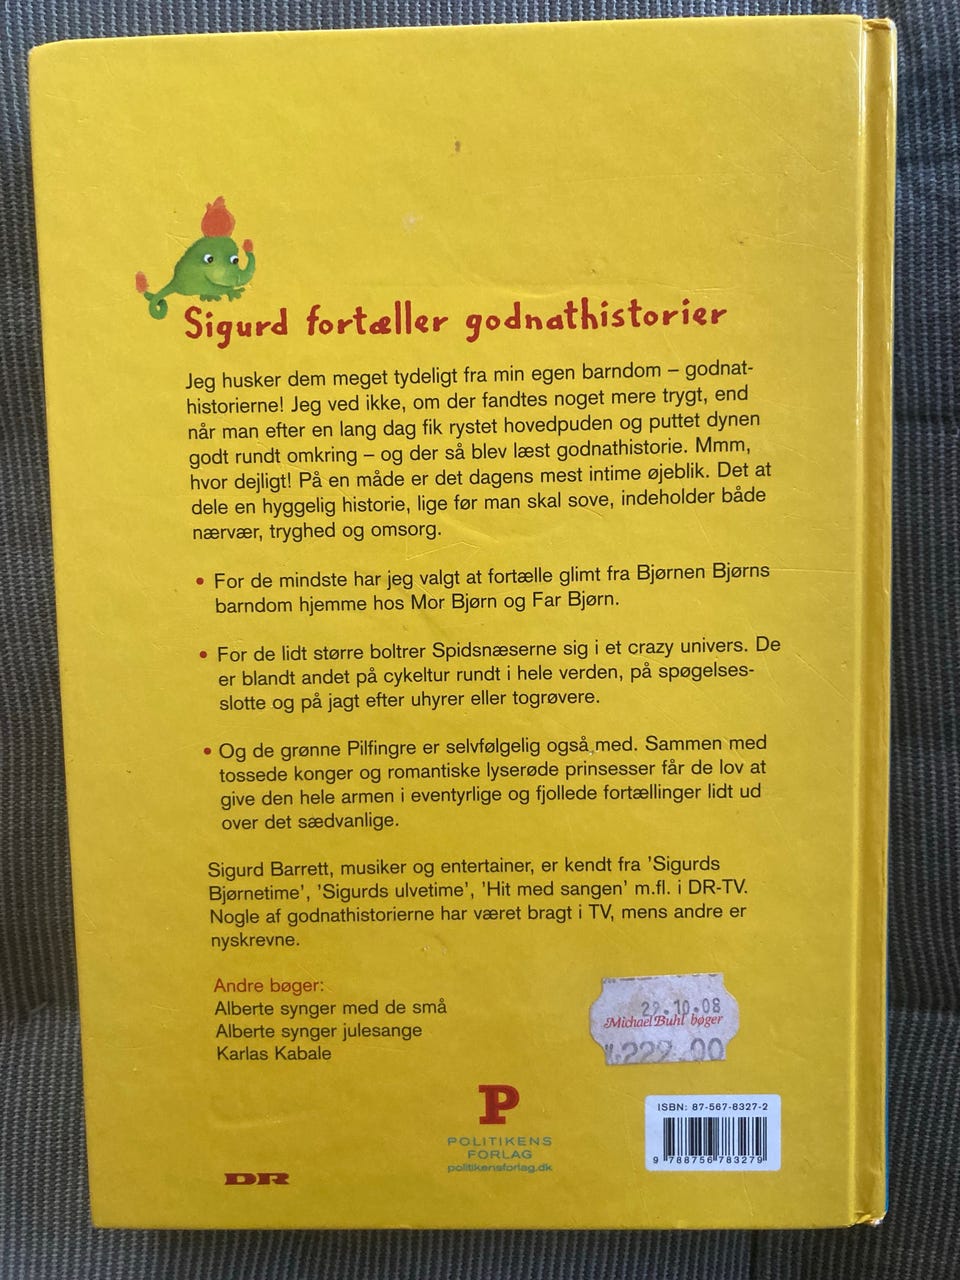 Sigurd fortæller godnathistorier
Jeg husker dem meget tydeligt fra min egen barndom – godnat-
historierne! Jeg ved ikke, om der fandtes noget mere trygt, end
når man efter en lang dag fik rystet hovedpuden og puttet dynen
godt rundt omkring – og der så blev læst godnathistorie. Mmm,
hvor dejligt! På en måde er det dagens mest intime øjeblik. Det at
dele en hyggelig historie, lige før man skal sove, indeholder både
nærvær, tryghed og omsorg.
• For de mindste har jeg valgt at fortælle glimt fra Bjørnen Bjørns
barndom hjemme hos Mor Bjørn og Far Bjørn.
• For de lidt større boltrer Spidsnæserne sig i et crazy univers. De
er blandt andet på cykeltur rundt i hele verden, på spøgelses-
slotte og på jagt efter uhyrer eller togrøvere.
• Og de grønne Pilfingre er selvfølgelig også med. Sammen med
tossede konger og romantiske lyserøde prinsesser får de lov at
give den hele armen i eventyrlige og fjollede fortællinger lidt ud
over det sædvanlige.
Sigurd Barrett, musiker og entertainer, er kendt fra 'Sigurds
Bjørnetime', 'Sigurds ulvetime', 'Hit med sangen' m.fl. i DR-TV.
Nogle af godnathistorierne har været bragt i TV, mens andre er
nyskrevne.
Andre bøger:
Alberte synger med de små
Alberte synger julesange
Karlas Kabale
29.10.08
Michael Buhl bøger
229.00
P
POLITIKENS
FORLAG
politikensforlag.dk
DR
ISBN: 87-567-8327-2
9 788756 783279